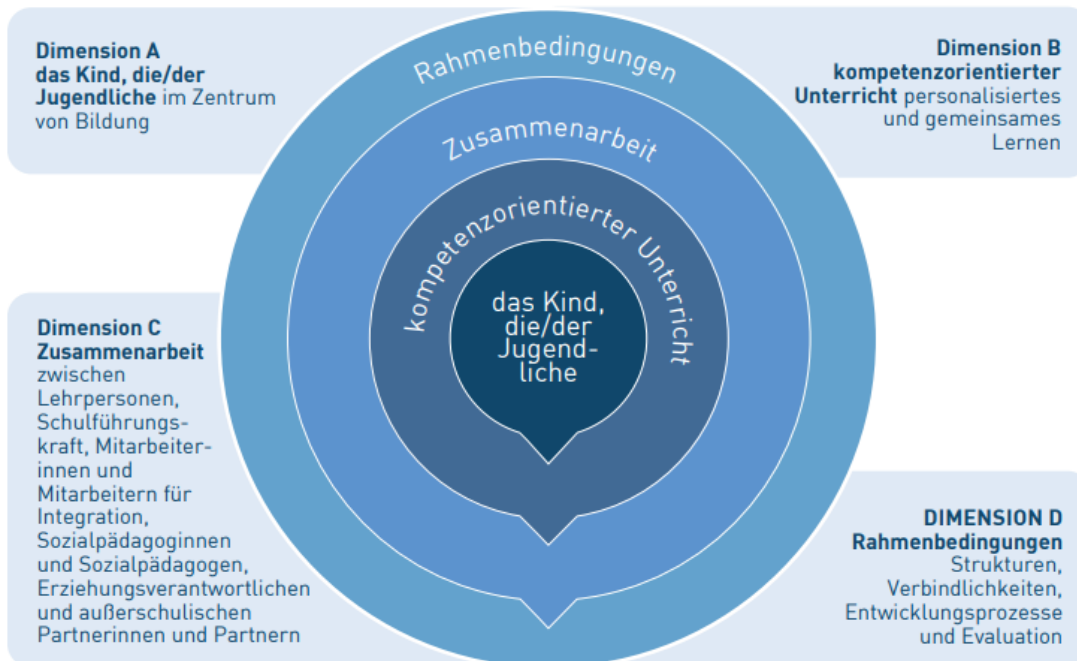 Dimension A
das Kind, die/der
Jugendliche im Zentrum
von Bildung
Dimension B
kompetenzorientierter
Unterricht personalisiertes
und gemeinsames
Lernen
Rahmenbedingungen
Zusammenarbeit
kompetenzorientierter Unterricht
das Kind,
die/der
Jugend-
liche
Dimension C
Zusammenarbeit
zwischen
Lehrpersonen,
Schulführungs-
kraft, Mitarbeiter-
innen und
Mitarbeitern für
Integration,
Sozialpädagoginnen
und Sozialpädagogen,
Erziehungsverantwortlichen
und außerschulischen
Partnerinnen und Partnern
DIMENSION D
Rahmenbedingungen
Strukturen,
Verbindlichkeiten,
Entwicklungsprozesse
und Evaluation